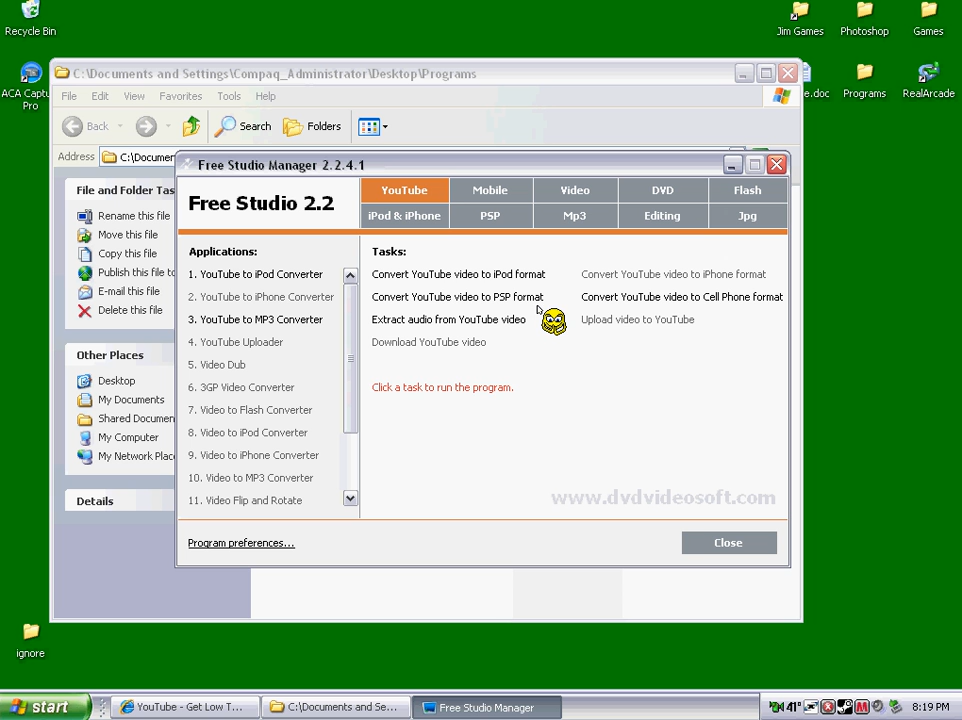 Recycle Bin
Jim Games
Photoshop
Games
ACA Captu
Pro
e.doc
Programs
RealArcade
C:\Documents and Settings\Compaq_Administrator\Desktop\Programs
File Edit View Favorites Tools Help
Back Search Folders
Address C:\Documen
File and Folder Tas
Rename this file
Move this file
Copy this file
Publish this file to
E-mail this file
Delete this file
Other Places
Desktop
My Documents
Shared Documen
My Computer
My Network Plac
Details
Free Studio Manager 2.2.4.1
Free Studio 2.2
YouTube Mobile Video DVD Flash
iPod & iPhone PSP Mp3 Editing Jpg
Applications:
1. YouTube to iPod Converter
2. YouTube to iPhone Converter
3. YouTube to MP3 Converter
4. YouTube Uploader
5. Video Dub
6. 3GP Video Converter
7. Video to Flash Converter
8. Video to iPod Converter
9. Video to iPhone Converter
10. Video to MP3 Converter
11. Video Flip and Rotate
Tasks:
Convert YouTube video to iPod format Convert YouTube video to iPhone format
Convert YouTube video to PSP format Convert YouTube video to Cell Phone format
Extract audio from YouTube video Upload video to YouTube
Download YouTube video
Click a task to run the program.
www.dvdvideosoft.com
Program preferences...
Close
ignore
start YouTube - Get Low T... C:\Documents and Se... Free Studio Manager 41° 8:19 PM